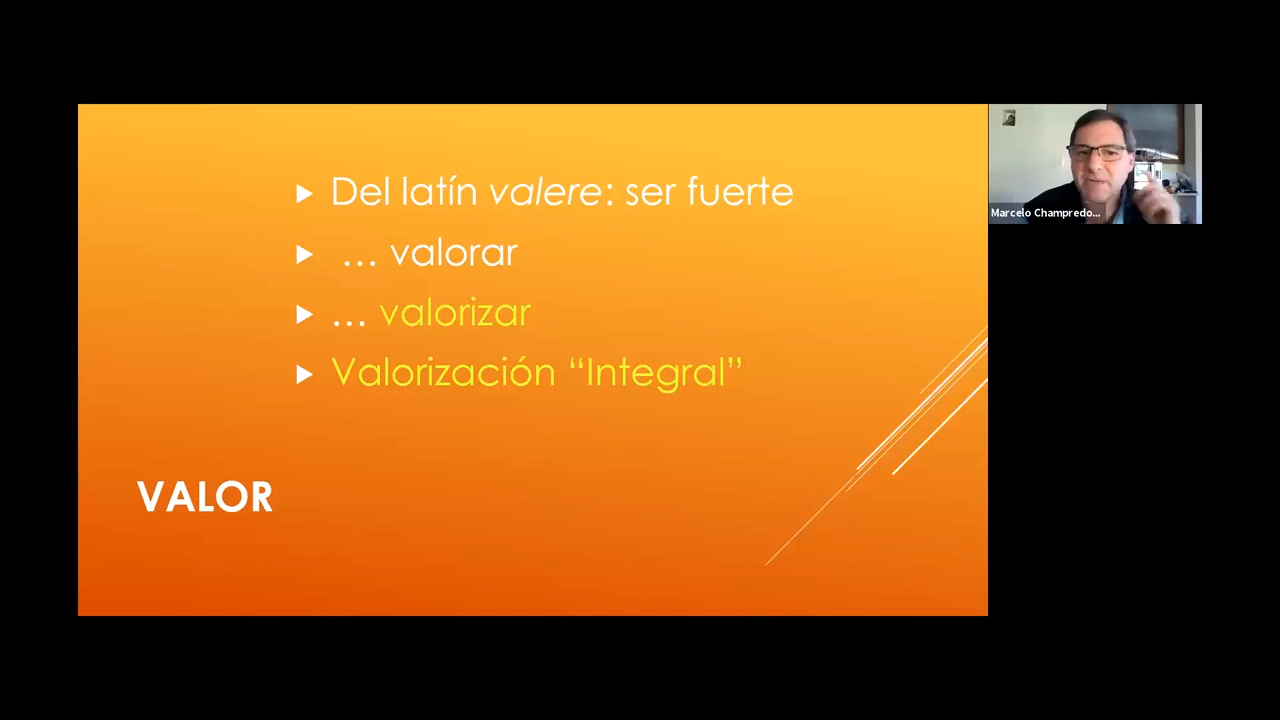 Del latín valere: ser fuerte
… valorar
… valorizar
Valorización “Integral”
VALOR
Marcelo Champredo...